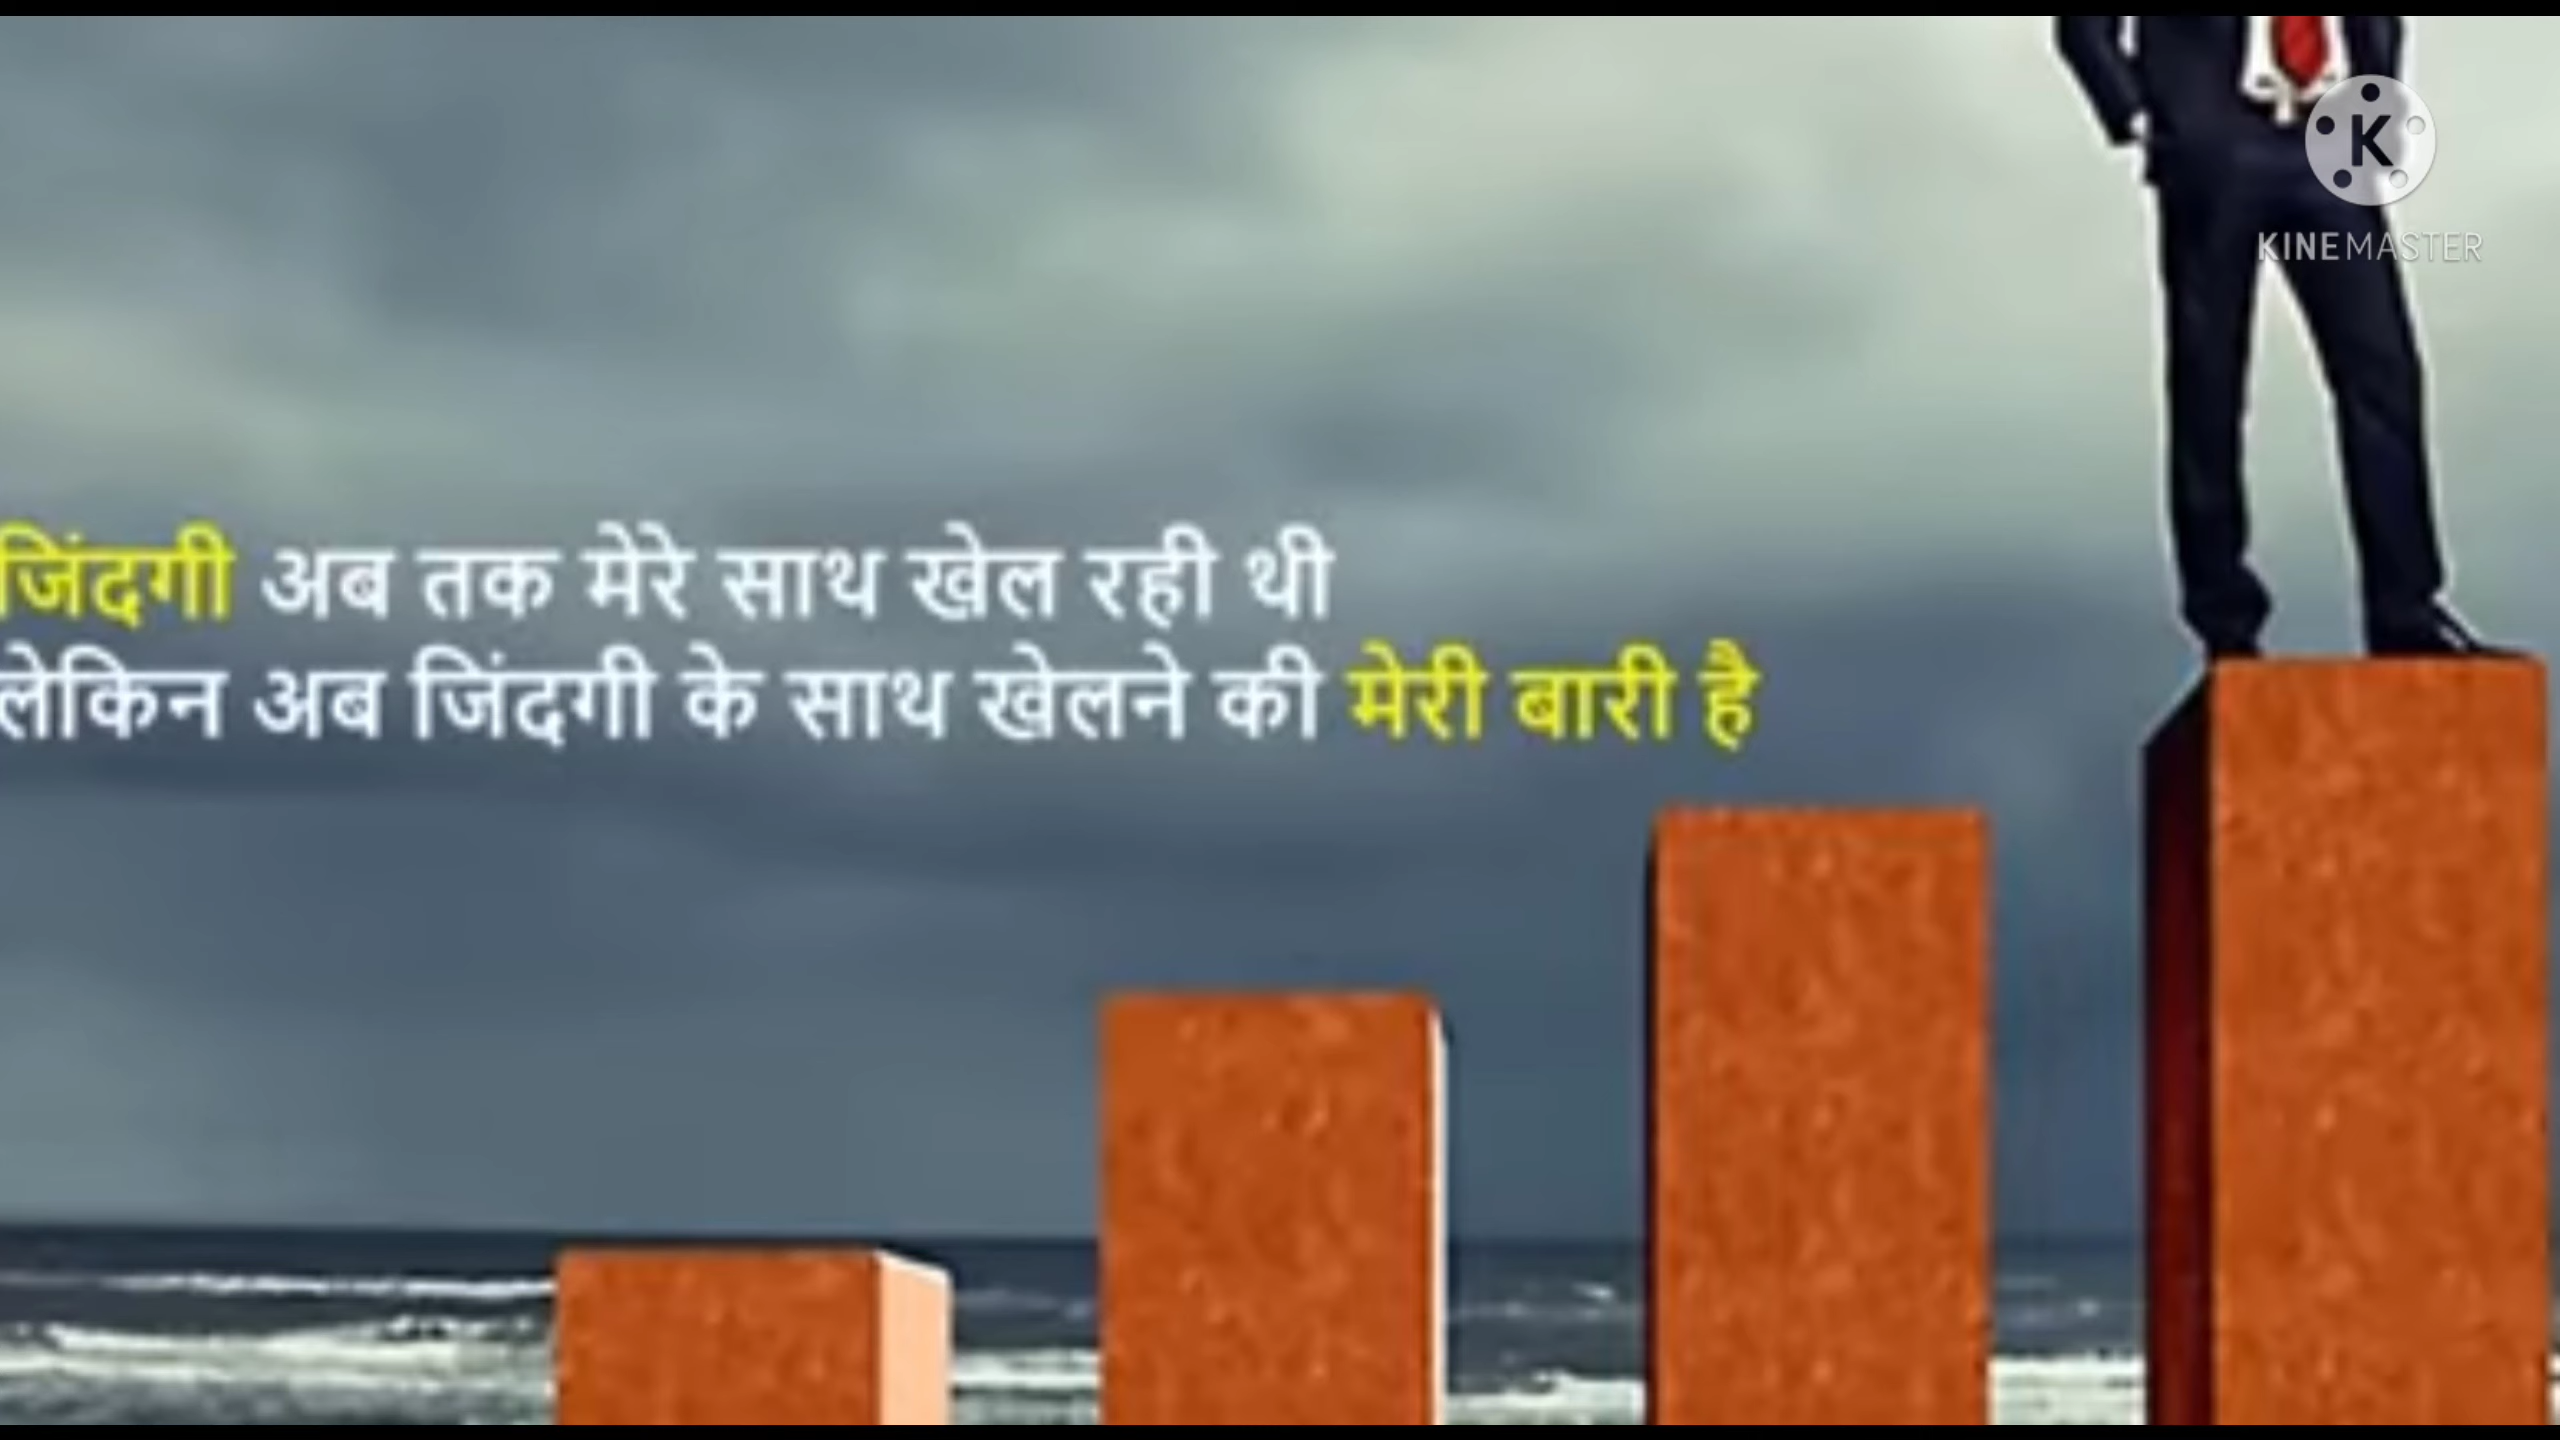 K
KINEMASTER
जिंदगी अब तक मेरे साथ खेल रही थी
लेकिन अब जिंदगी के साथ खेलने की मेरी बारी है